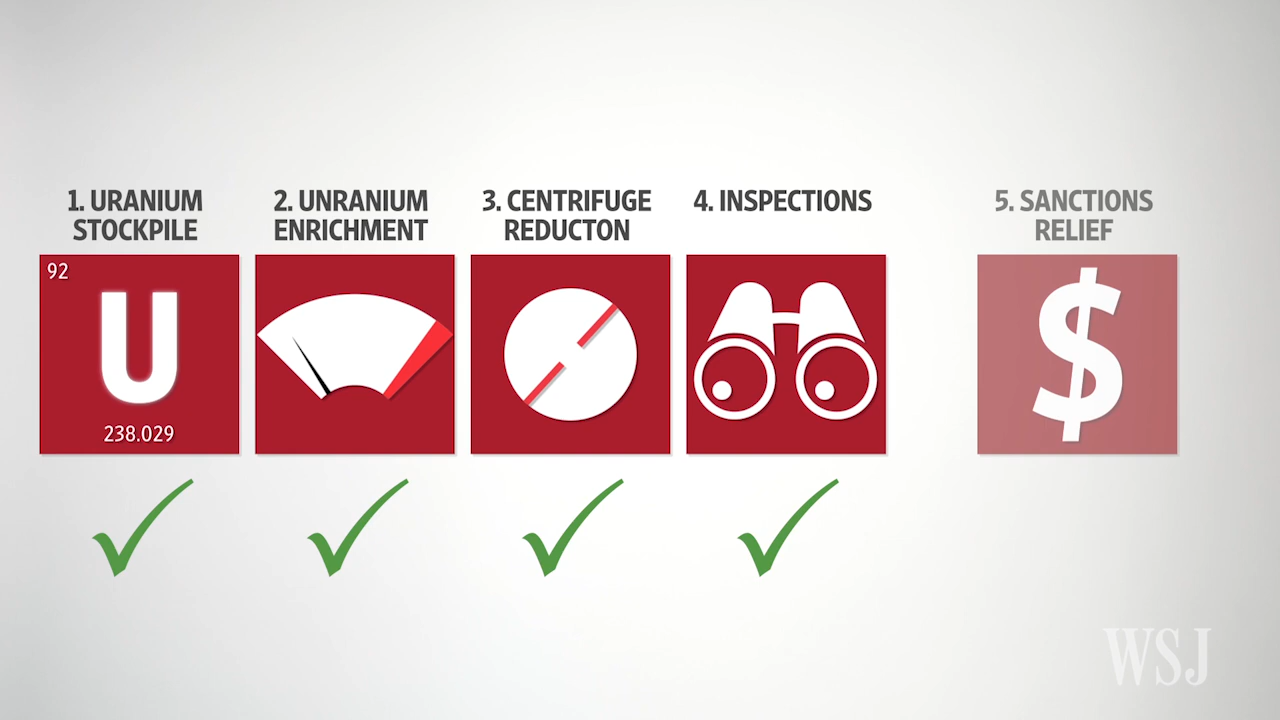 1. URANIUM
STOCKPILE
2. UNRANIUM
ENRICHMENT
3. CENTRIFUGE
REDUCTON
4. INSPECTIONS
5. SANCTIONS
RELIEF
92
U
238.029
$
WSJ